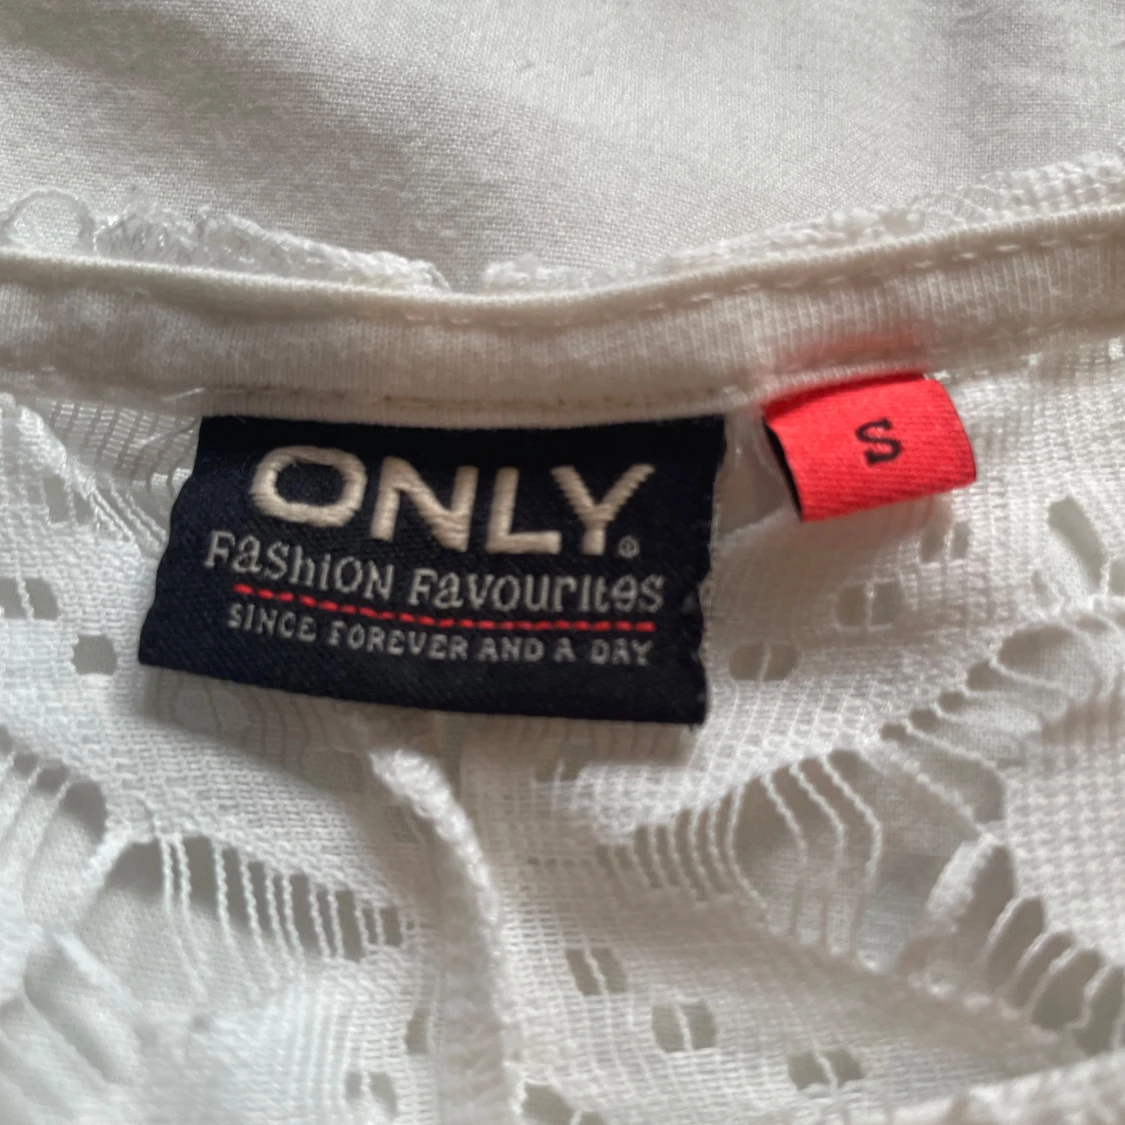 ONLY®
Fashion Favourites
SINCE FOREVER AND A DAY
S